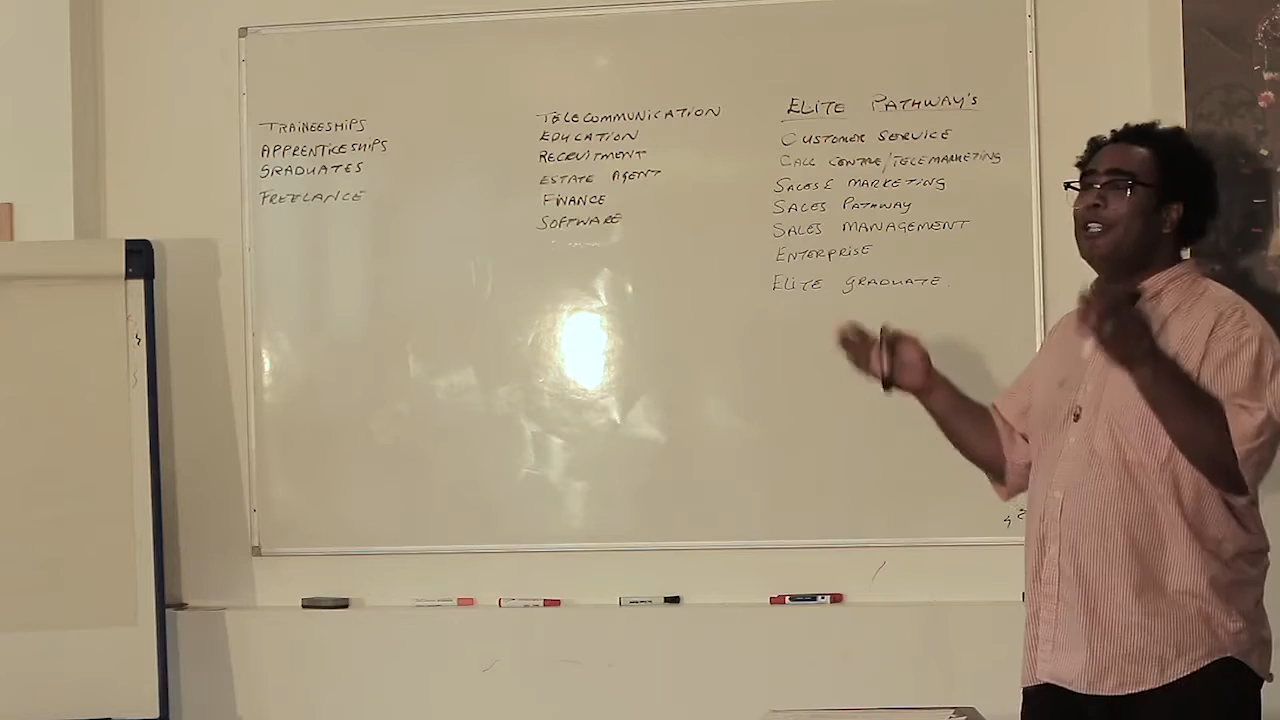 TRAINEESHIPS
APPRENTICESHIPS
GRADUATES
FREELANCE
TELECOMMUNICATION
EDUCATION
RECRUITMENT
ESTATE AGENT
FINANCE
SOFTWARE
ELITE PATHWAY'S
CUSTOMER SERVICE
CALL CENTRE/TELEMARKETING
SALES & MARKETING
SALES PATHWAY
SALES MANAGEMENT
ENTERPRISE
ELITE GRADUATE.